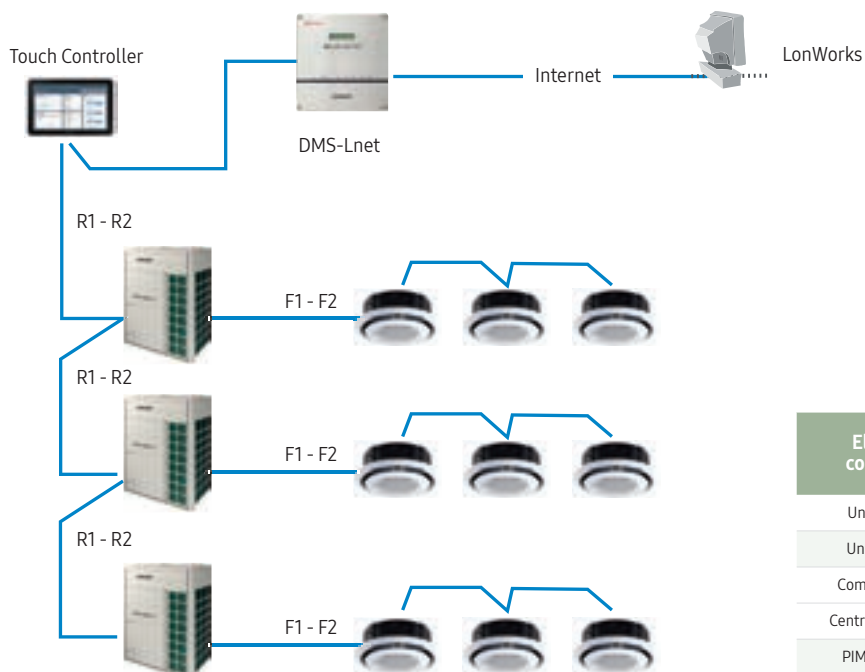 Touch Controller
Internet
LonWorks
DMS-Lnet
R1 - R2
F1 - F2
R1 - R2
F1 - F2
R1 - R2
F1 - F2